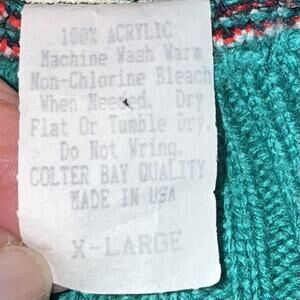 100% ACRYLIC
Machine Wash Warm
Non-Chlorine Bleach
When Needed. Dry
Flat Or Tumble Dry.
Do Not Wring.
COLTER BAY QUALITY
MADE IN USA
X-LARGE